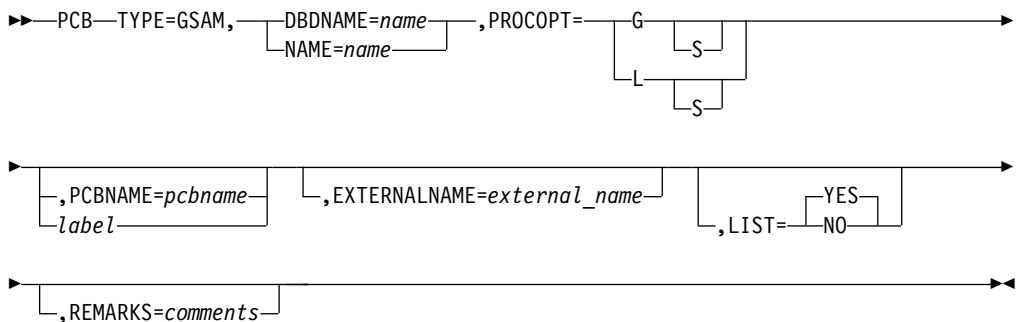 PCB TYPE=GSAM, DBDNAME=name ,PROCOPT= G
NAME=name S
L
S
,PCBNAME=pcbname ,EXTERNALNAME=external_name YES
label ,LIST= NO
,REMARKS=comments